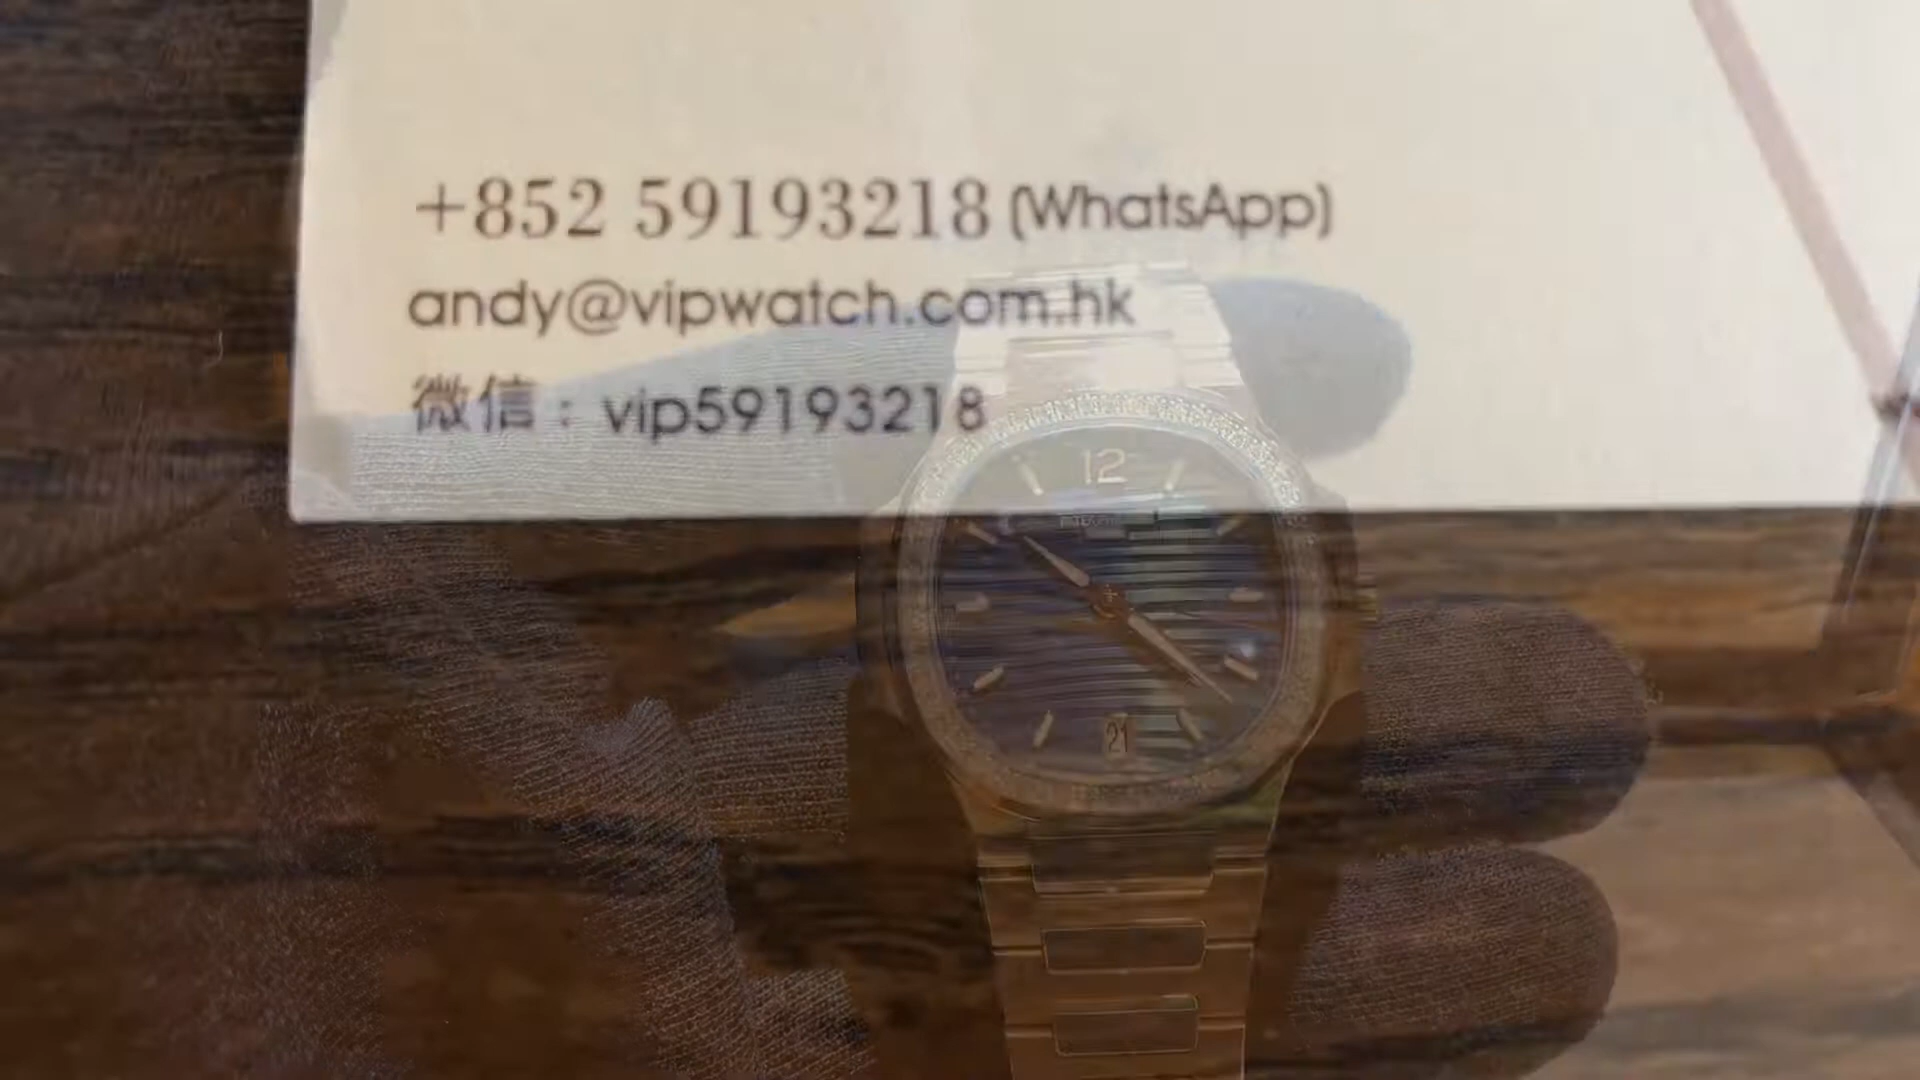 +852 59193218 (WhatsApp)
andy@vipwatch.com.hk
微信：vip59193218
12
21